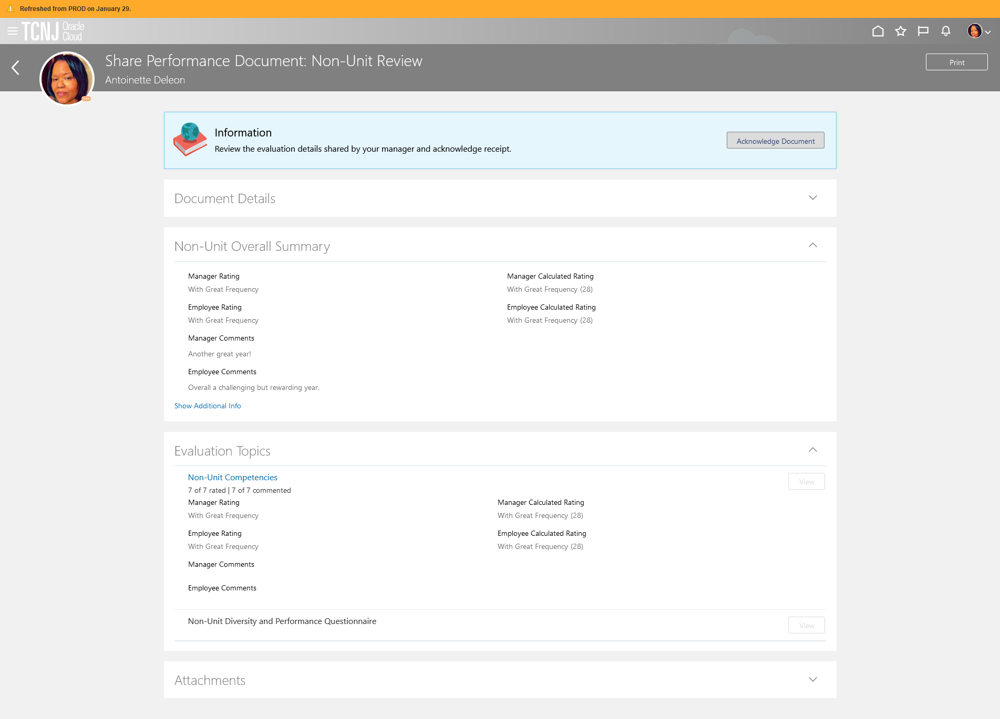 Refreshed from PROD on January 29.
TCNJ Oracle Cloud
Share Performance Document: Non-Unit Review
Print
Antoinette Deleon
Information
Review the evaluation details shared by your manager and acknowledge receipt.
Acknowledge Document
Document Details
Non-Unit Overall Summary
Manager Rating
Manager Calculated Rating
With Great Frequency
With Great Frequency (28)
Employee Rating
Employee Calculated Rating
With Great Frequency
With Great Frequency (28)
Manager Comments
Another great year!
Employee Comments
Overall a challenging but rewarding year.
Show Additional Info
Evaluation Topics
Non-Unit Competencies
View
7 of 7 rated | 7 of 7 commented
Manager Rating
Manager Calculated Rating
With Great Frequency
With Great Frequency (28)
Employee Rating
Employee Calculated Rating
With Great Frequency
With Great Frequency (28)
Manager Comments
Employee Comments
Non-Unit Diversity and Performance Questionnaire
View
Attachments